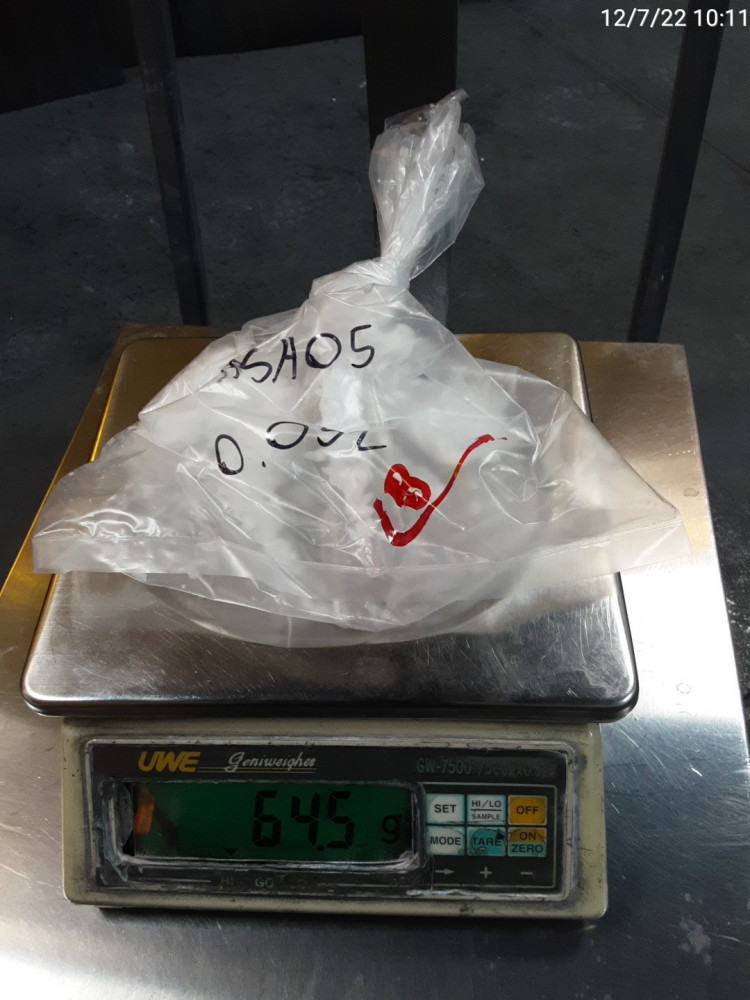 12/7/22 10:11
SA05
B
UWE Geniweigher GW-7500
64.5 g
SET HI/LO SAMPLE OFF
MODE TARE ON ZERO
HI GO
→ + −